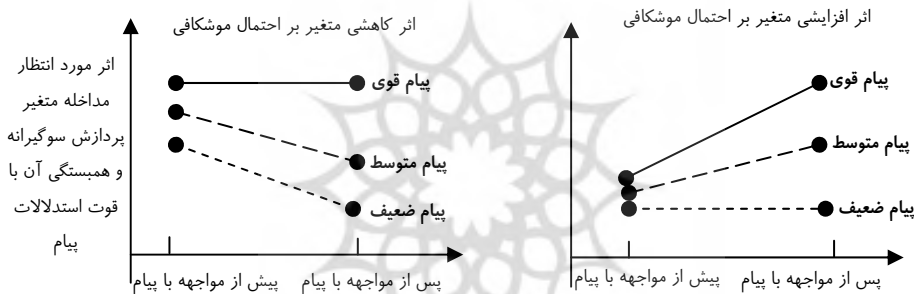 اثر افزایشی متغیر بر احتمال موشکافی
پیام قوی
پیام متوسط
پیام ضعیف
پیش از مواجهه با پیام
پس از مواجهه با پیام
اثر کاهشی متغیر بر احتمال موشکافی
پیام قوی
پیام متوسط
پیام ضعیف
پیش از مواجهه با پیام
پس از مواجهه با پیام
اثر مورد انتظار
مداخله متغیر
پردازش سوگیرانه
و همبستگی آن با
قوت استدلالات
پیام